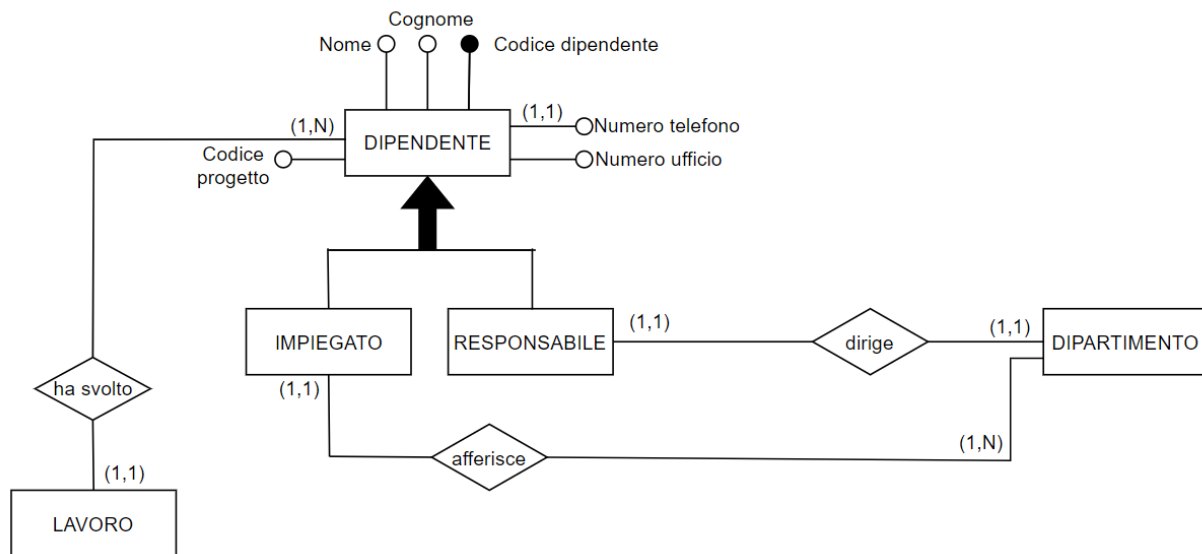 Cognome
Nome
Codice dipendente
(1,N)
(1,1)
DIPENDENTE
Numero telefono
Codice
progetto
Numero ufficio
IMPIEGATO
RESPONSABILE
(1,1)
dirige
(1,1)
DIPARTIMENTO
ha svolto
(1,1)
afferisce
(1,N)
(1,1)
LAVORO